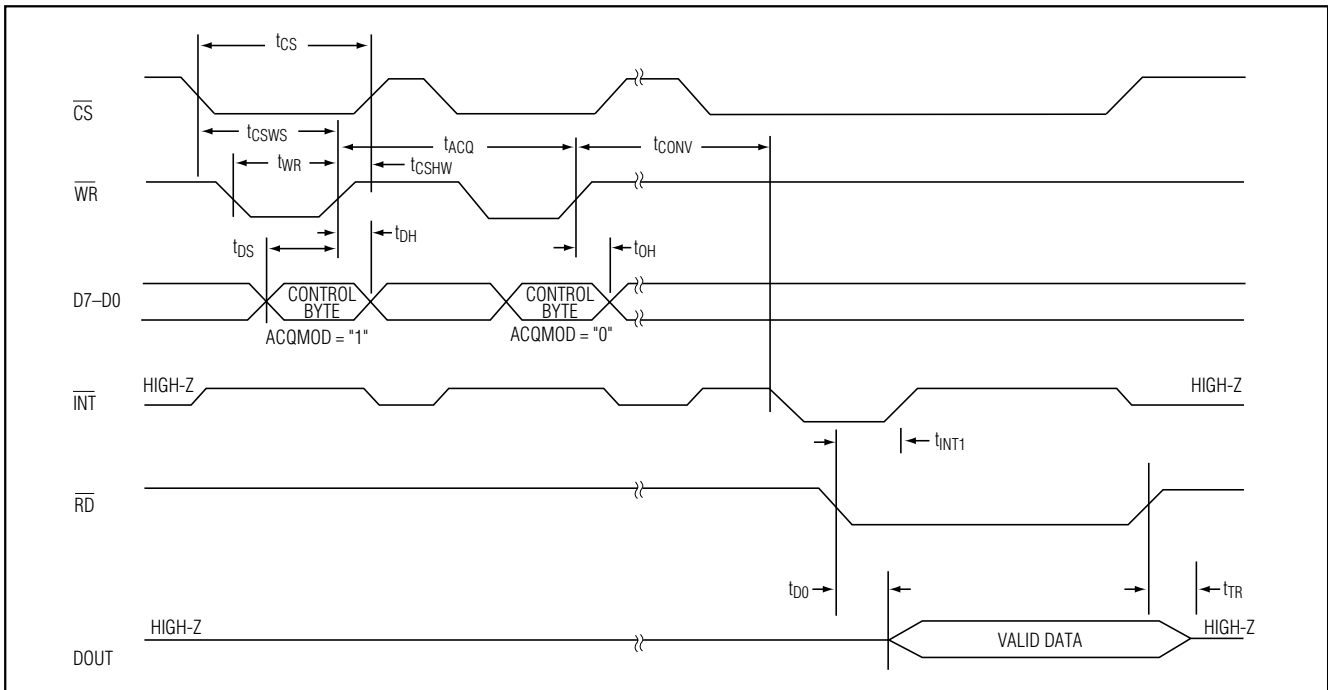 tCS
CS
tCSWS
tACQ
tCONV
tWR
tCSHW
WR
tDS
tDH
tOH
D7–D0
CONTROL
BYTE
CONTROL
BYTE
ACQMOD = "1"
ACQMOD = "0"
HIGH-Z
HIGH-Z
INT
tINT1
RD
tD0
tTR
HIGH-Z
VALID DATA
HIGH-Z
DOUT